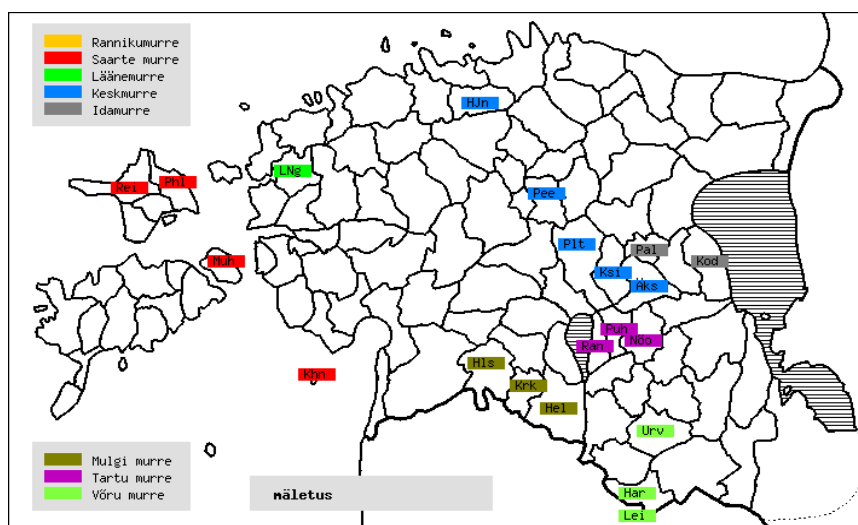 Rannikumurre
Saarte murre
Läänemurre
Keskmurre
Idamurre
HJn
LNg
Rei
Phl
Pee
Muh
Plt
Pal
Kod
Ksi
Äks
Puh
Ran
Nõo
Khn
Hls
Krk
Hel
Urv
Har
Lei
Mulgi murre
Tartu murre
Võru murre
mäletus